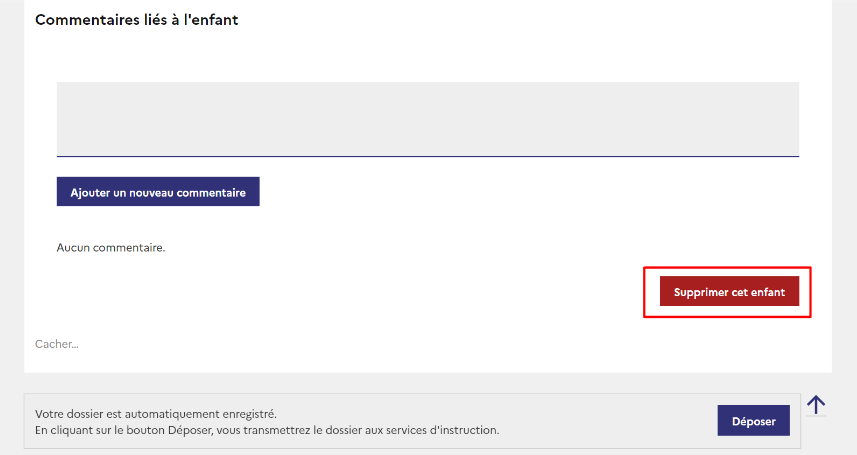 Commentaires liés à l'enfant
Ajouter un nouveau commentaire
Aucun commentaire.
Supprimer cet enfant
Cacher...
Votre dossier est automatiquement enregistré.
En cliquant sur le bouton Déposer, vous transmettrez le dossier aux services d'instruction.
Déposer